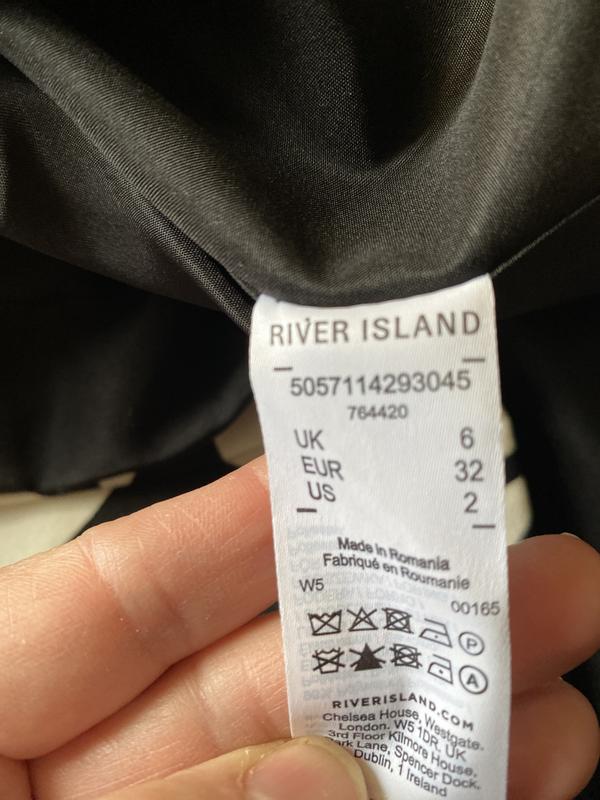 RIVER ISLAND
5057114293045
764420
UK 6
EUR 32
US 2
Made in Romania
Fabriqué en Roumanie
W5
00165
P
A
RIVERISLAND.COM
Chelsea House, Westgate.
London. W5 1DR. UK
3rd Floor Kilmore House.
Lane, Spencer Dock.
Dublin, 1 Ireland